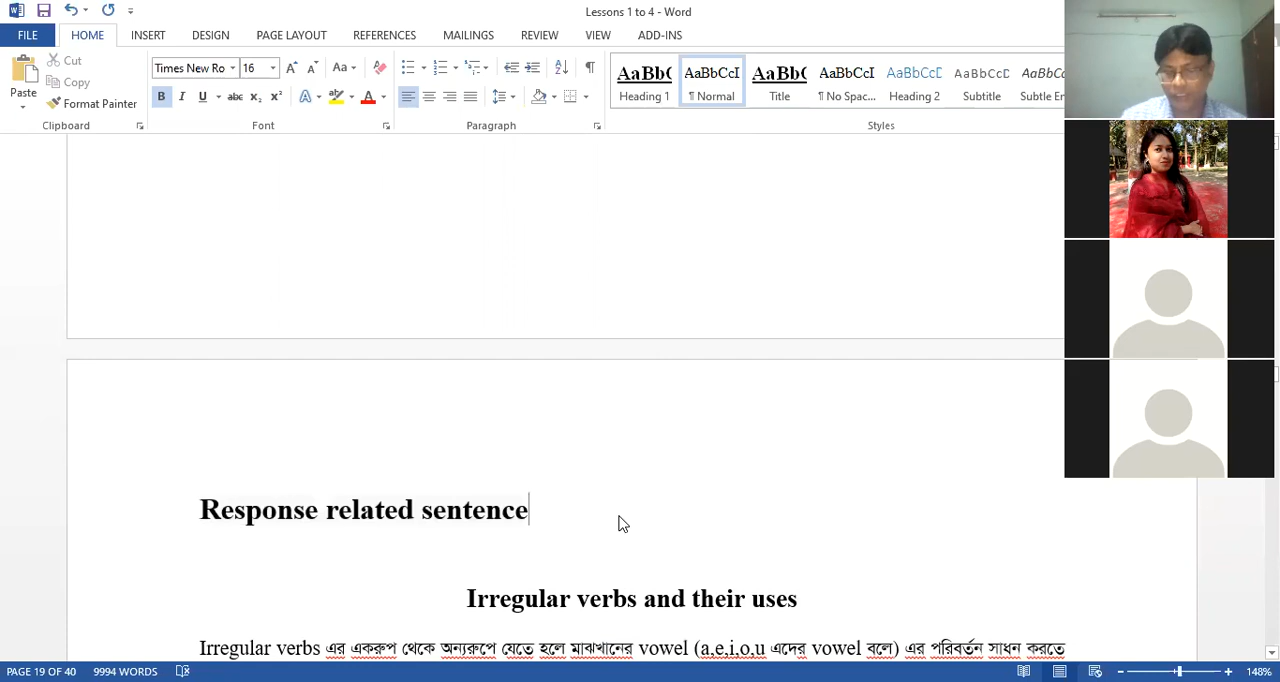 Lessons 1 to 4 - Word
FILE HOME INSERT DESIGN PAGE LAYOUT REFERENCES MAILINGS REVIEW VIEW ADD-INS
Paste
Cut
Copy
Format Painter
Clipboard
Times New Ro 16
Font
Paragraph
AaBbC Heading 1
AaBbCcI ¶ Normal
AaBbC Title
AaBbCcI ¶ No Spac...
AaBbCcD Heading 2
AaBbCcD Subtitle
AaBbCcD Subtle Em
Styles
Response related sentence
Irregular verbs and their uses
Irregular verbs এর একরুপ থেকে অন্যরুপে যেতে হলে মাঝখানের vowel (a,e,i,o,u এদের vowel বলে) এর পরিবর্তন সাধন করতে
PAGE 19 OF 40 9994 WORDS 148%